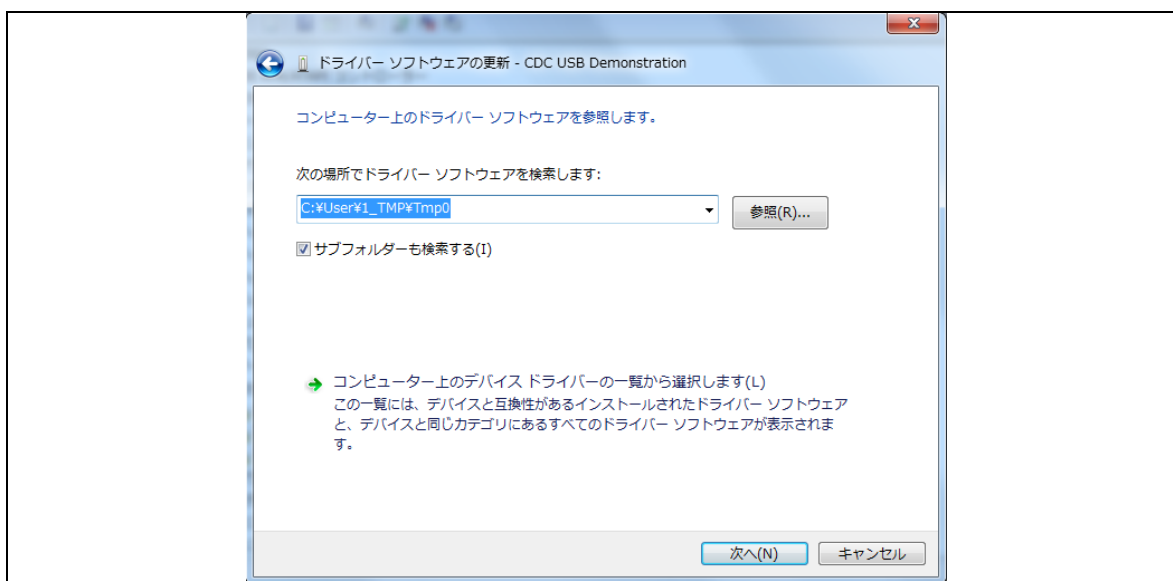 ドライバー ソフトウェアの更新 - CDC USB Demonstration
コンピューター上のドライバー ソフトウェアを参照します。
次の場所でドライバー ソフトウェアを検索します:
C:¥User¥1_TMP¥Tmp0
参照(R)...
サブフォルダーも検索する(I)
コンピューター上のデバイス ドライバーの一覧から選択します(L)
この一覧には、デバイスと互換性があるインストールされたドライバー ソフトウェア
と、デバイスと同じカテゴリにあるすべてのドライバー ソフトウェアが表示されま
す。
次へ(N)
キャンセル